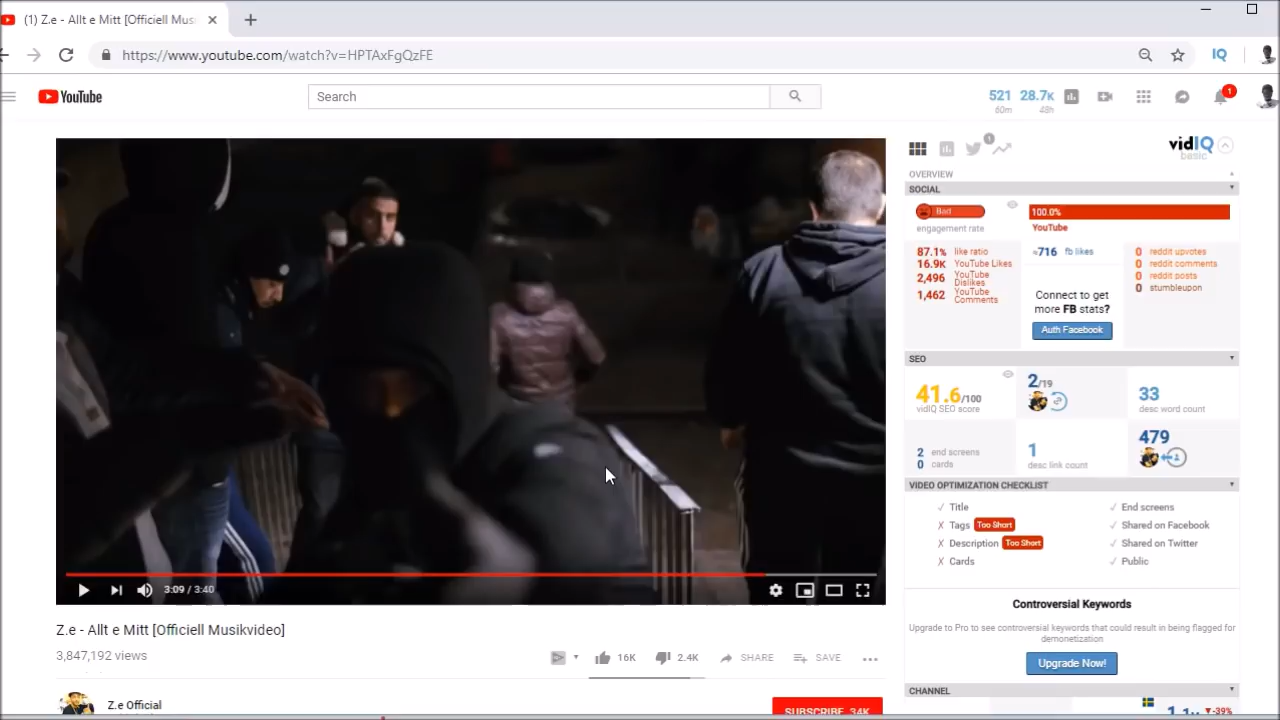 (1) Z.e - Allt e Mitt [Officiell Mus
https://www.youtube.com/watch?v=HPTAxFgQzFE
IQ
YouTube
Search
521 28.7K
60m 48h
1
1
vidIQ
basic
OVERVIEW
SOCIAL
Bad
engagement rate
100.0%
YouTube
87.1% like ratio
16.9K YouTube Likes
2,496 YouTube Dislikes
1,462 YouTube Comments
716 fb likes
Connect to get
more FB stats?
Auth Facebook
0 reddit upvotes
0 reddit comments
0 reddit posts
0 stumbleupon
SEO
41.6/100
vidIQ SEO score
2/19
33
desc word count
2 end screens
0 cards
1
desc link count
479
VIDEO OPTIMIZATION CHECKLIST
Title
Tags Too Short
Description Too Short
Cards
End screens
Shared on Facebook
Shared on Twitter
Public
Controversial Keywords
Upgrade to Pro to see controversial keywords that could result in being flagged for
demonetization
Upgrade Now!
CHANNEL
-39%
3:09 / 3:40
Z.e - Allt e Mitt [Officiell Musikvideo]
3,847,192 views
16K
2.4K
SHARE
SAVE
Z.e Official
SUBSCRIBE 34K